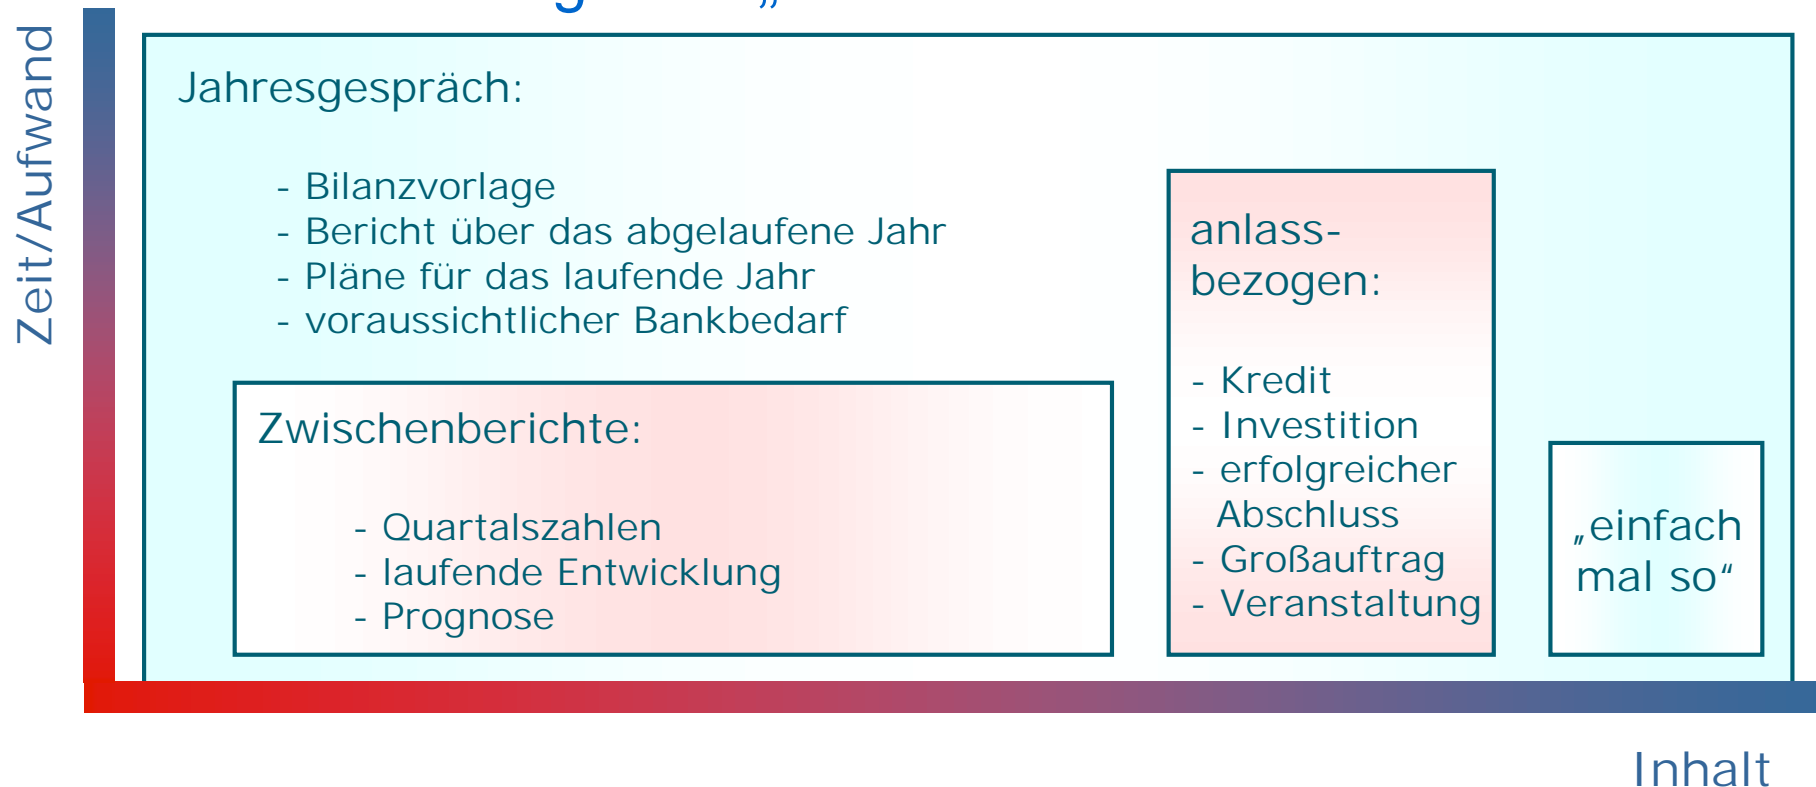 Zeit/Aufwand
Jahresgespräch:
- Bilanzvorlage
- Bericht über das abgelaufene Jahr
- Pläne für das laufende Jahr
- voraussichtlicher Bankbedarf
Zwischenberichte:
- Quartalszahlen
- laufende Entwicklung
- Prognose
anlass-
bezogen:
- Kredit
- Investition
- erfolgreicher
Abschluss
- Großauftrag
- Veranstaltung
„einfach
mal so“
Inhalt